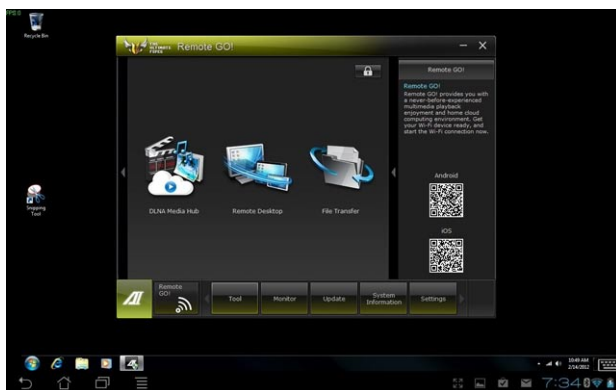 Recycle Bin
THE
ULTIMATE
FORCE
Remote GO!
Remote GO!
Remote GO!
Remote GO! provides you with
a never-before-experienced
multimedia playback
enjoyment and home cloud
computing environment. Get
your Wi-Fi device ready, and
start the Wi-Fi connection now.
DLNA Media Hub
Remote Desktop
File Transfer
Android
Snipping
Tool
iOS
Remote
GO!
Tool
Monitor
Update
System
Information
Settings
10:49 AM
2/14/2012
7:34